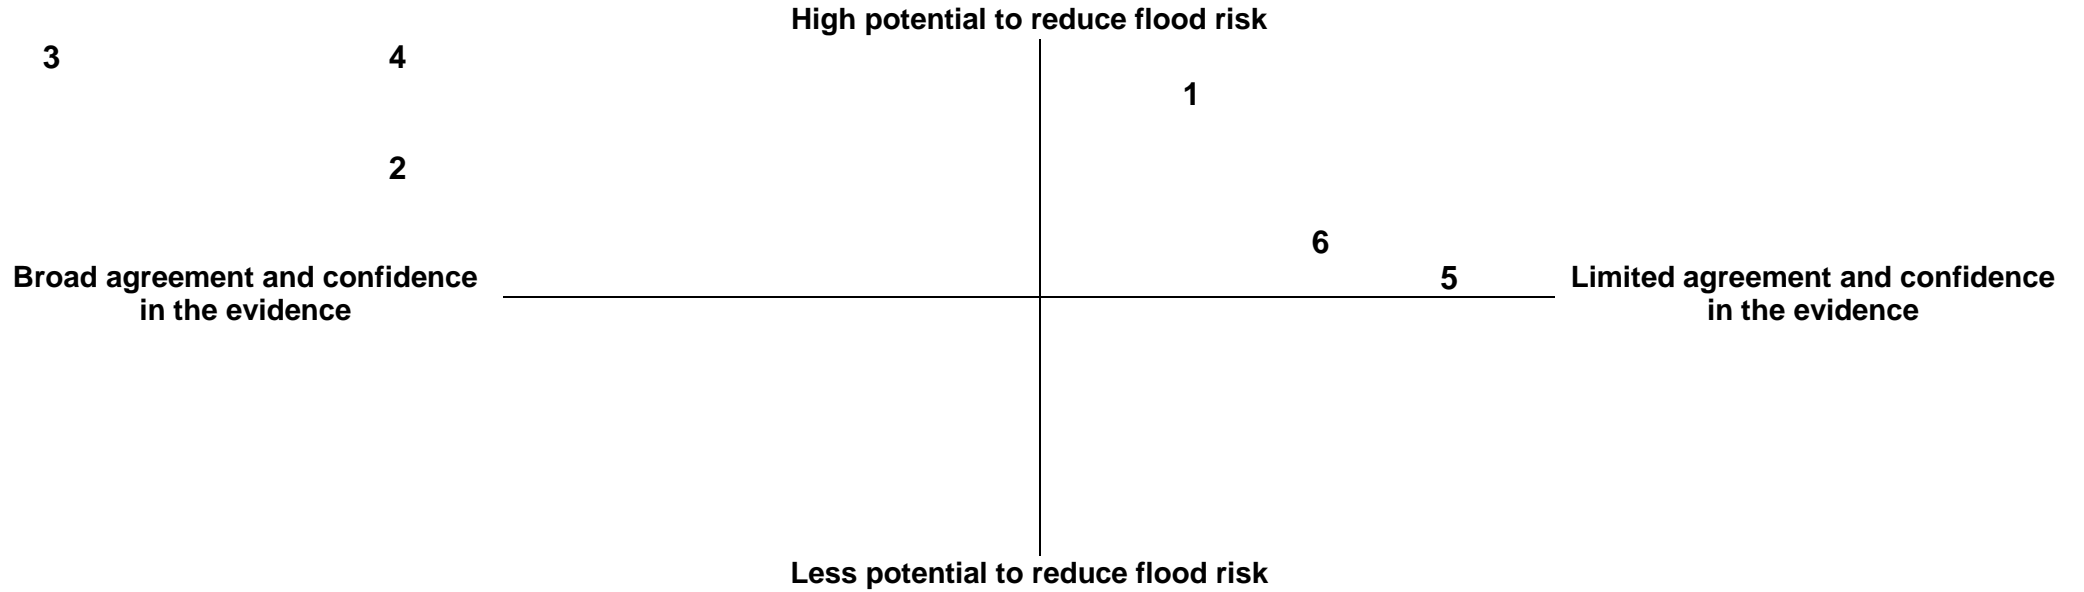 High potential to reduce flood risk
3
4
1
2
6
5
Broad agreement and confidence
in the evidence
Limited agreement and confidence
in the evidence
Less potential to reduce flood risk